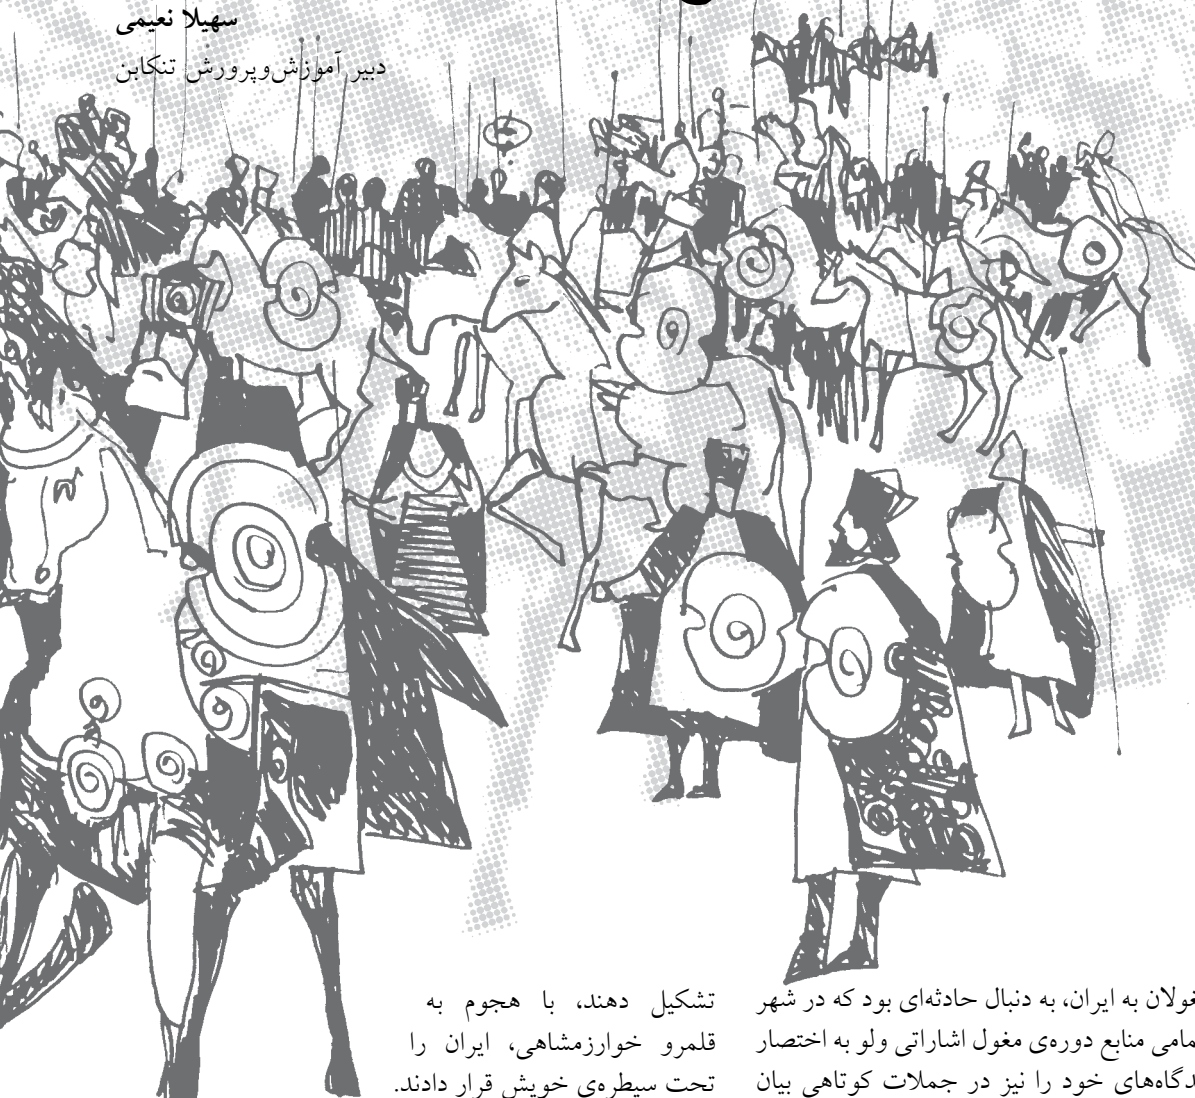 سهیلا نعیمی
دبیر آموزش‌وپرورش تنکابن
به ایران، به دنبال حادثه‌ای بود که در شهر
منابع دوره‌ی مغول اشاراتی ولو به اختصار
خود را نیز در جملات کوتاهی بیان
تشکیل دهند، با هجوم به
قلمرو خوارزمشاهی، ایران را
تحت سیطره‌ی خویش قرار دادند.